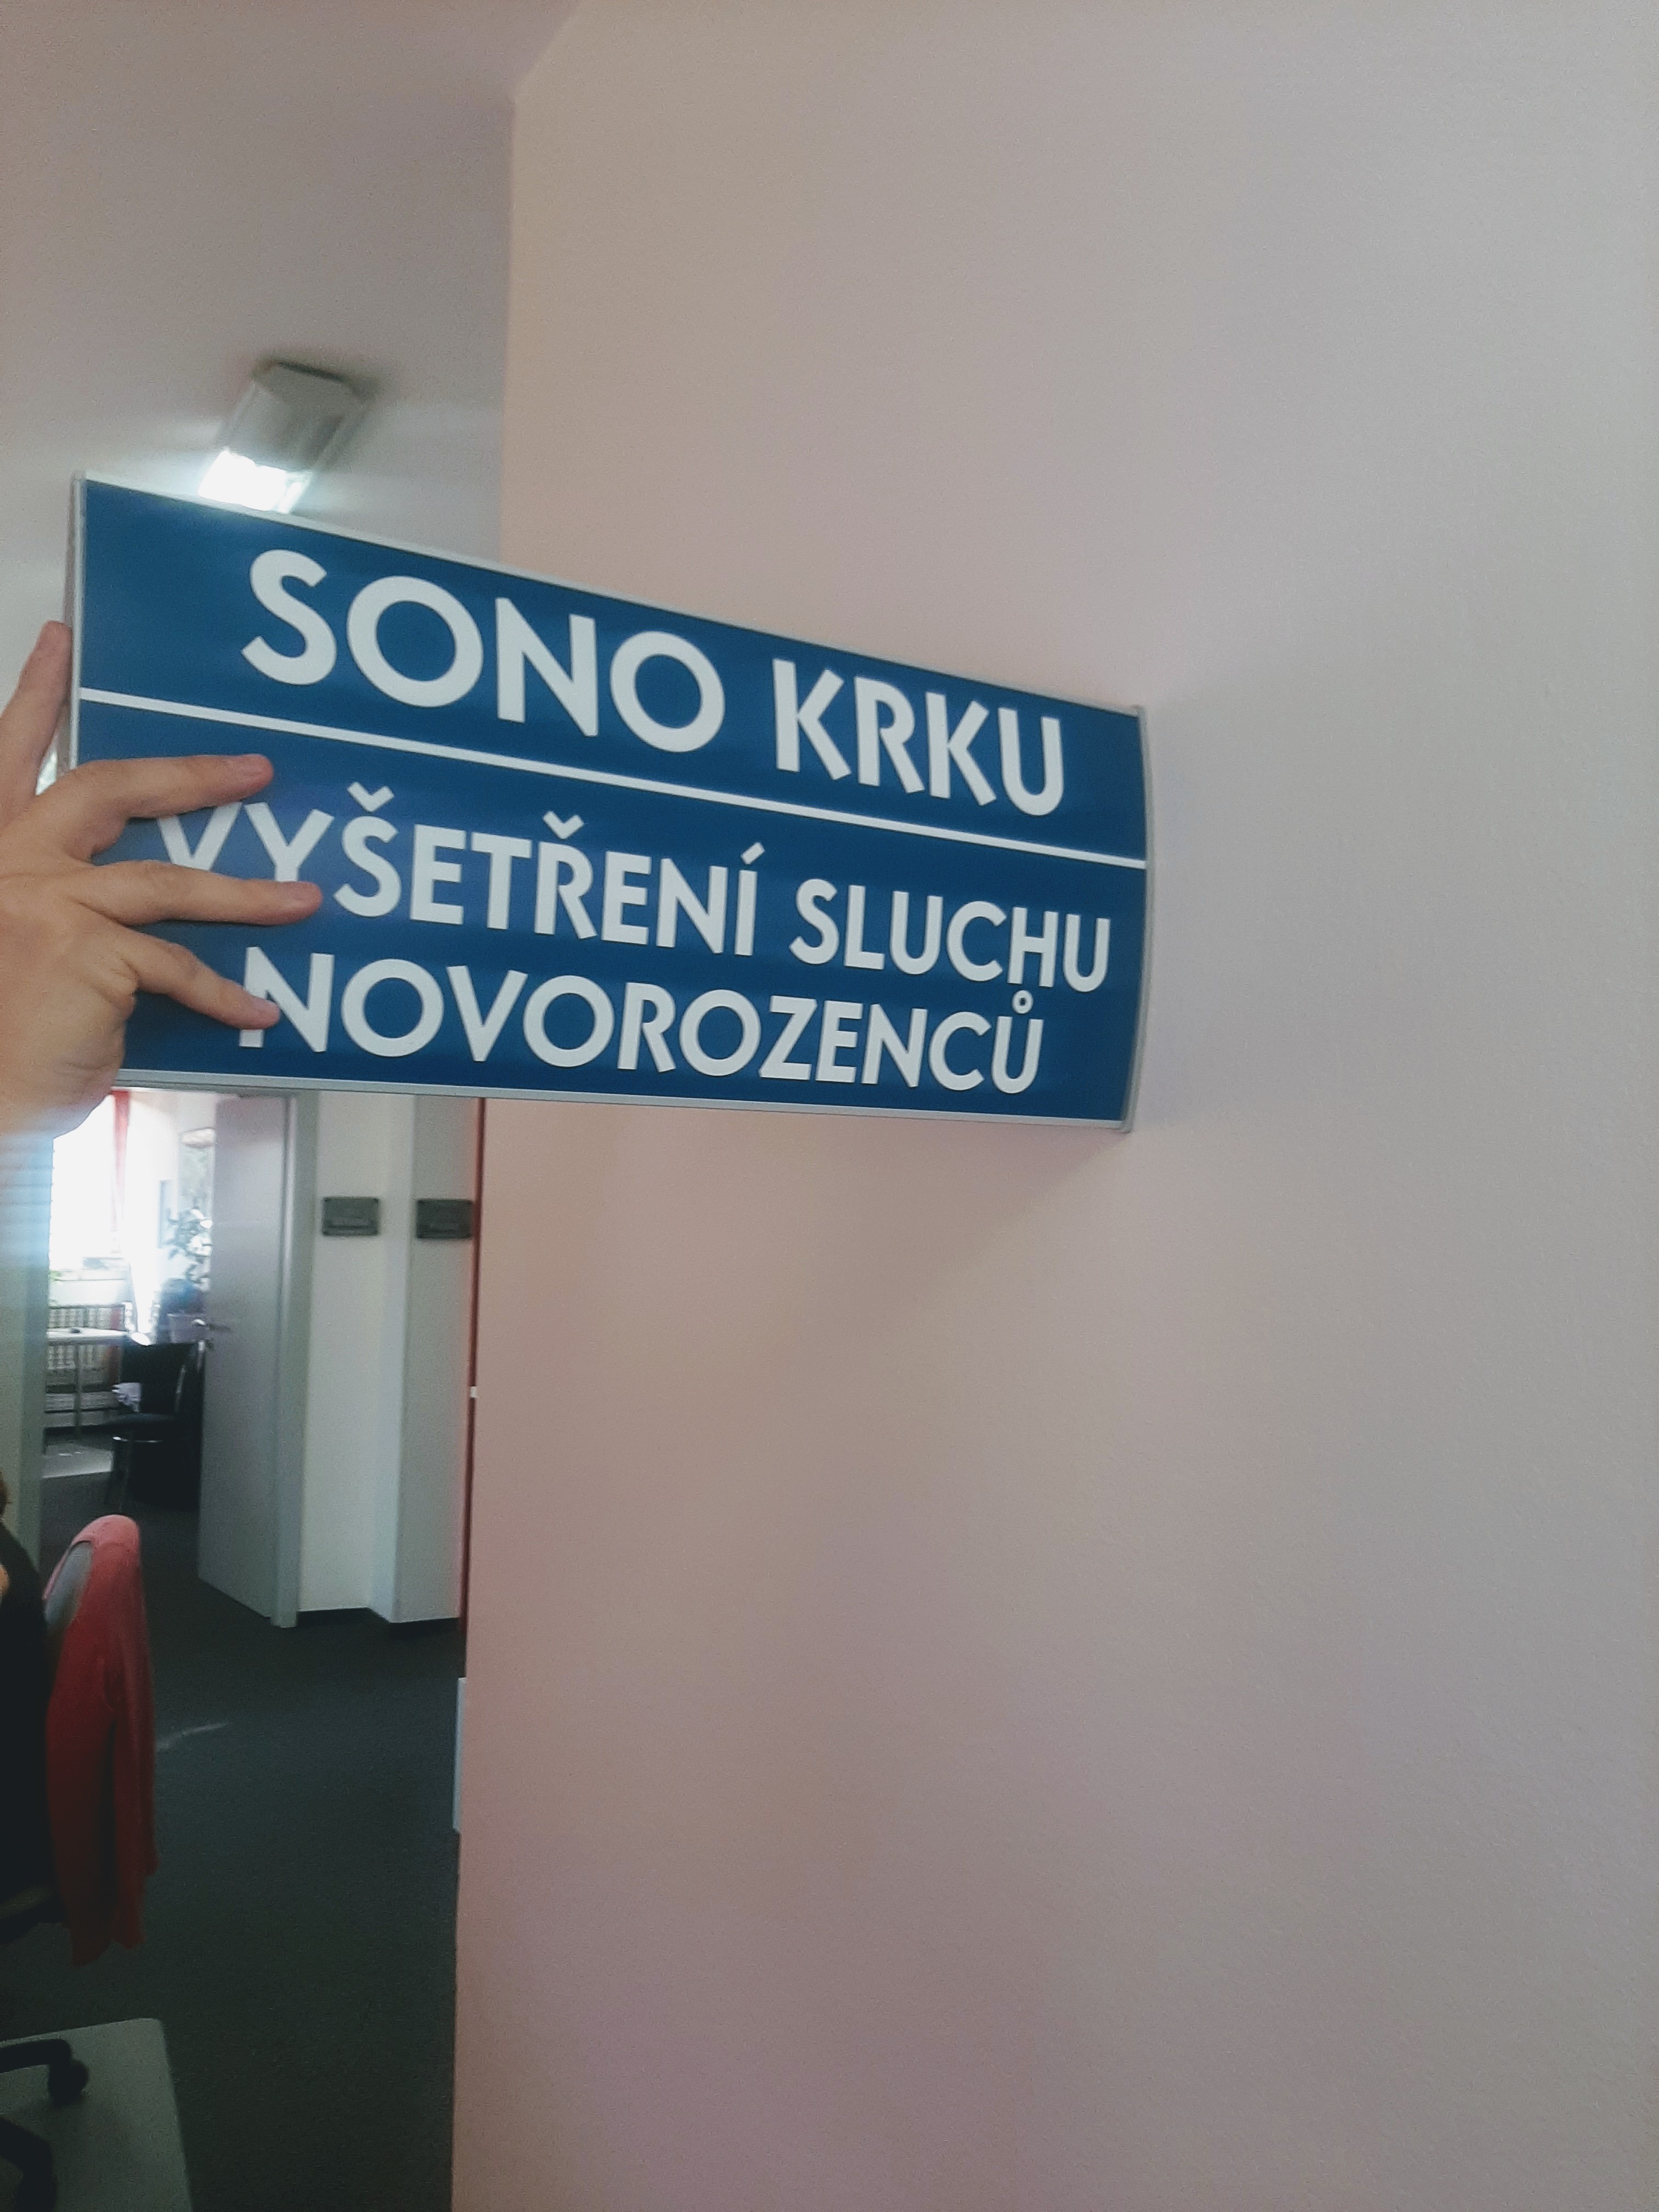 SONO KRKU
VYŠETŘENÍ SLUCHU
NOVOROZENCŮ